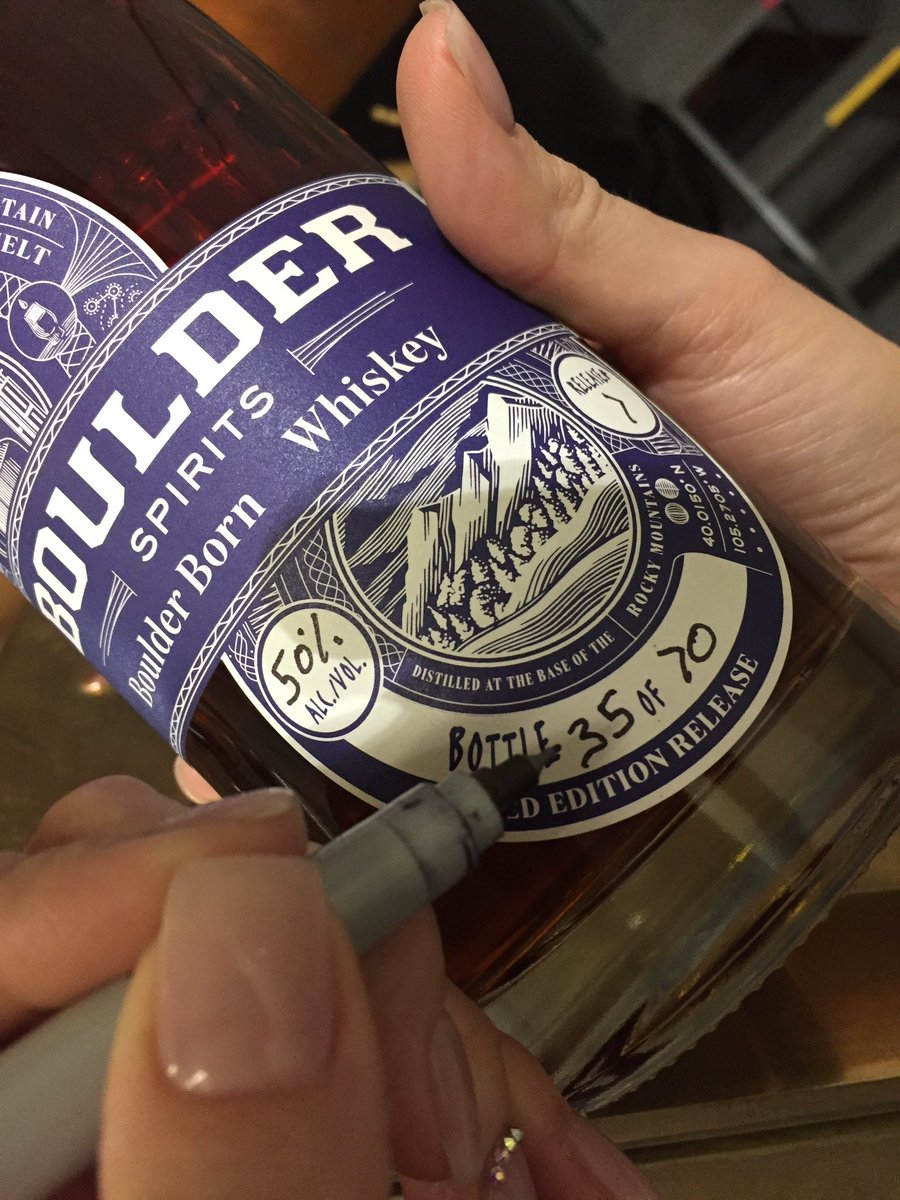 BOULDER
SPIRITS
Boulder Born Whiskey
RELEASE#
7
40.0150° N
105.2705° W
50%
ALC./VOL.
DISTILLED AT THE BASE OF THE ROCKY MOUNTAINS
BOTTLE 35 OF 70
EDITION RELEASE